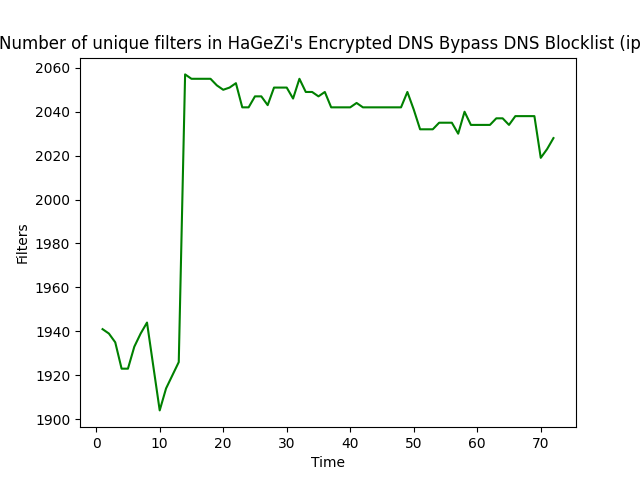 Number of unique filters in HaGeZi's Encrypted DNS Bypass DNS Blocklist (ip
2060
2040
2020
2000
1980
1960
1940
1920
1900
Filters
0 10 20 30 40 50 60 70
Time